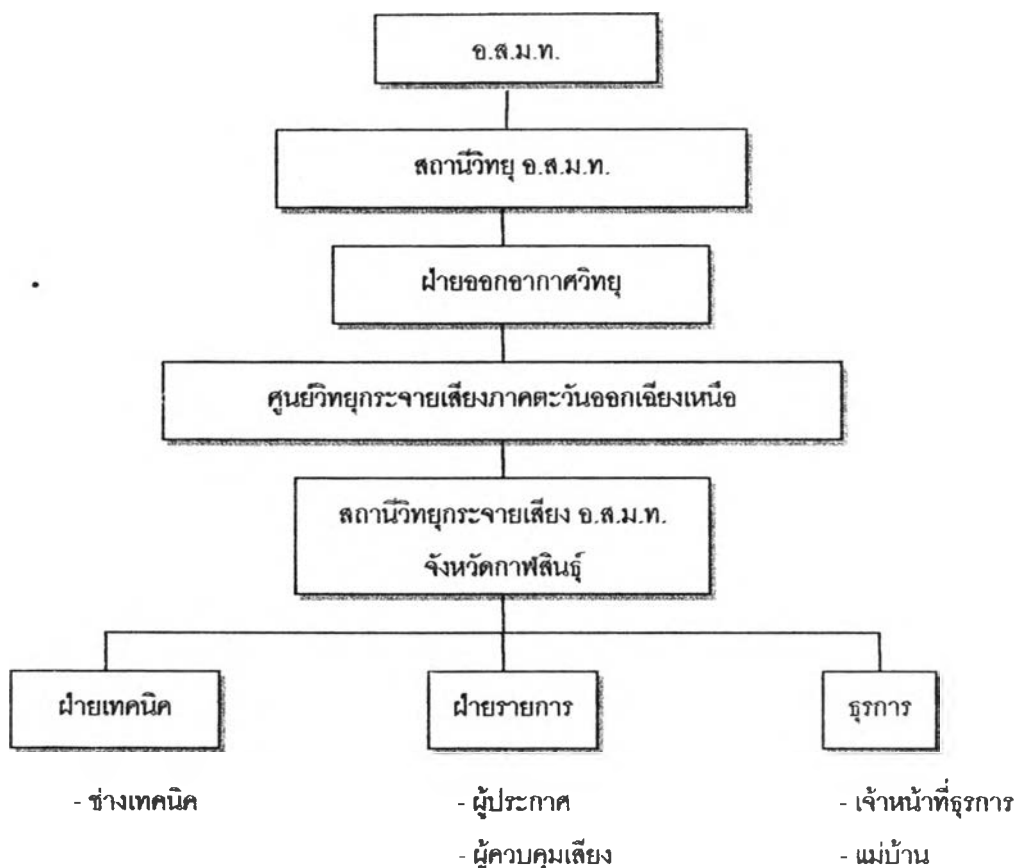 อ.ส.ม.ท.
สถานีวิทยุ อ.ส.ม.ท.
ฝ่ายออกอากาศวิทยุ
ศูนย์วิทยุกระจายเสียงภาคตะวันออกเฉียงเหนือ
สถานีวิทยุกระจายเสียง อ.ส.ม.ท.
จังหวัดกาฬสินธุ์
ฝ่ายเทคนิค
- ช่างเทคนิค
ฝ่ายรายการ
- ผู้ประกาศ
- ผู้ควบคุมเสียง
ธุรการ
- เจ้าหน้าที่ธุรการ
- แม่บ้าน